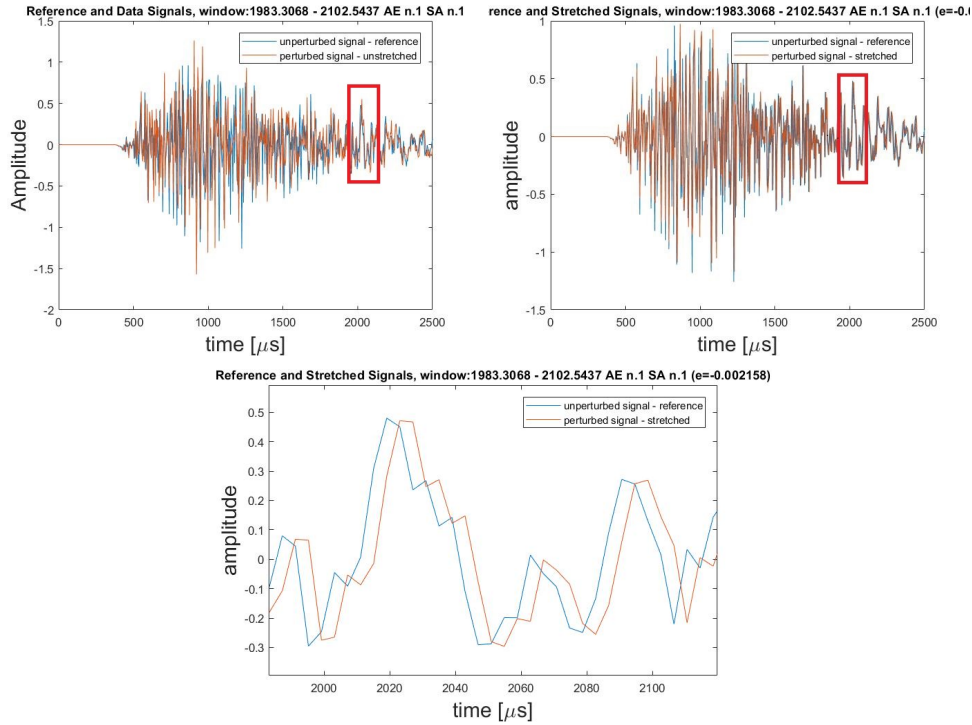 Reference and Data Signals, window:1983.3068 - 2102.5437 AE n.1 SA n.1
unperturbed signal - reference
perturbed signal - unstretched
1.5
1
0.5
0
-0.5
-1
-1.5
-2
Amplitude
0
500
1000
1500
2000
2500
time [μs]
rence and Stretched Signals, window:1983.3068 - 2102.5437 AE n.1 SA n.1 (e=-0.0
unperturbed signal - reference
perturbed signal - stretched
1
0.5
0
-0.5
-1
-1.5
amplitude
0
500
1000
1500
2000
2500
time [μs]
Reference and Stretched Signals, window:1983.3068 - 2102.5437 AE n.1 SA n.1 (e=-0.002158)
unperturbed signal - reference
perturbed signal - stretched
0.5
0.4
0.3
0.2
0.1
0
-0.1
-0.2
-0.3
amplitude
2000
2020
2040
2060
2080
2100
time [μs]